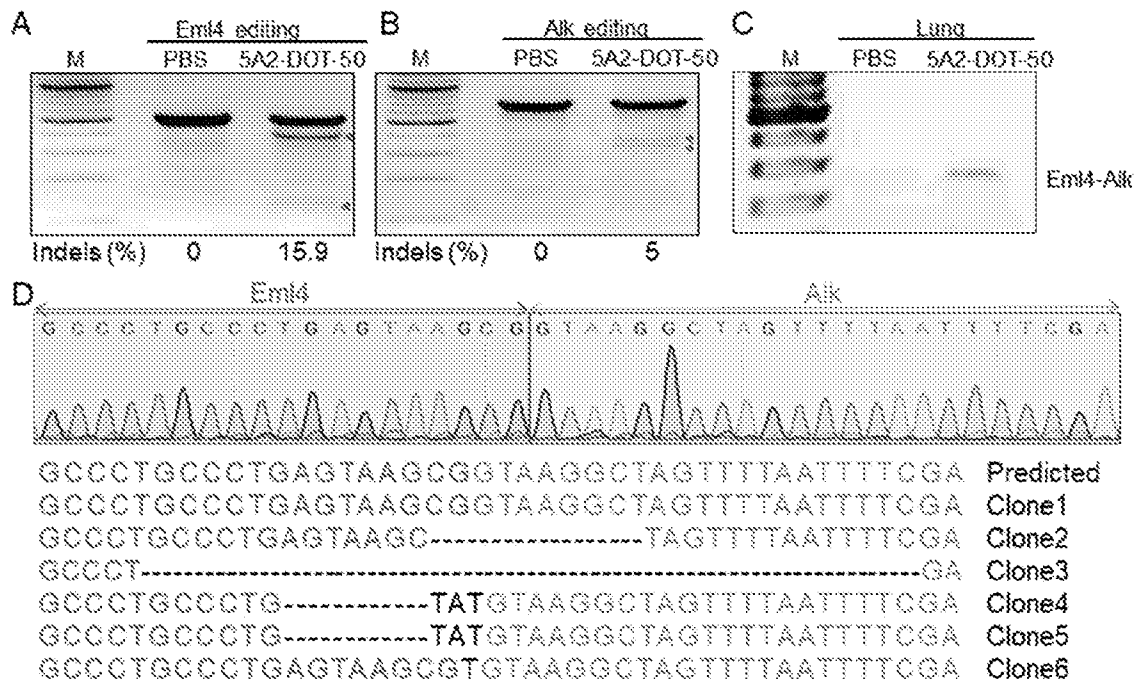 A
Eml4 editing
M PBS 5A2-DOT-50
Indels (%) 0 15.9
B
Alk editing
M PBS 5A2-DOT-50
Indels (%) 0 5
C
Lung
M PBS 5A2-DOT-50
Eml4-Alk
D
Eml4 Alk
G C C C T G C C C T G A G T A A G C G G T A A G G C T A G T T T T A A T T T T C G A
GCCCTGCCCTGAGTAAGCGGTAAGGCTAGTTTTAATTTTCGA Predicted
GCCCTGCCCTGAGTAAGCGGTAAGGCTAGTTTTAATTTTCGA Clone1
GCCCTGCCCTGAGTAAGC----------TAGTTTTAATTTTCGA Clone2
GCCCT-----------------------------------GA Clone3
GCCCTGCCCTG-------TATGTAAGGCTAGTTTTAATTTTCGA Clone4
GCCCTGCCCTG-------TATGTAAGGCTAGTTTTAATTTTCGA Clone5
GCCCTGCCCTGAGTAAGCGTGTAAGGCTAGTTTTAATTTTCGA Clone6